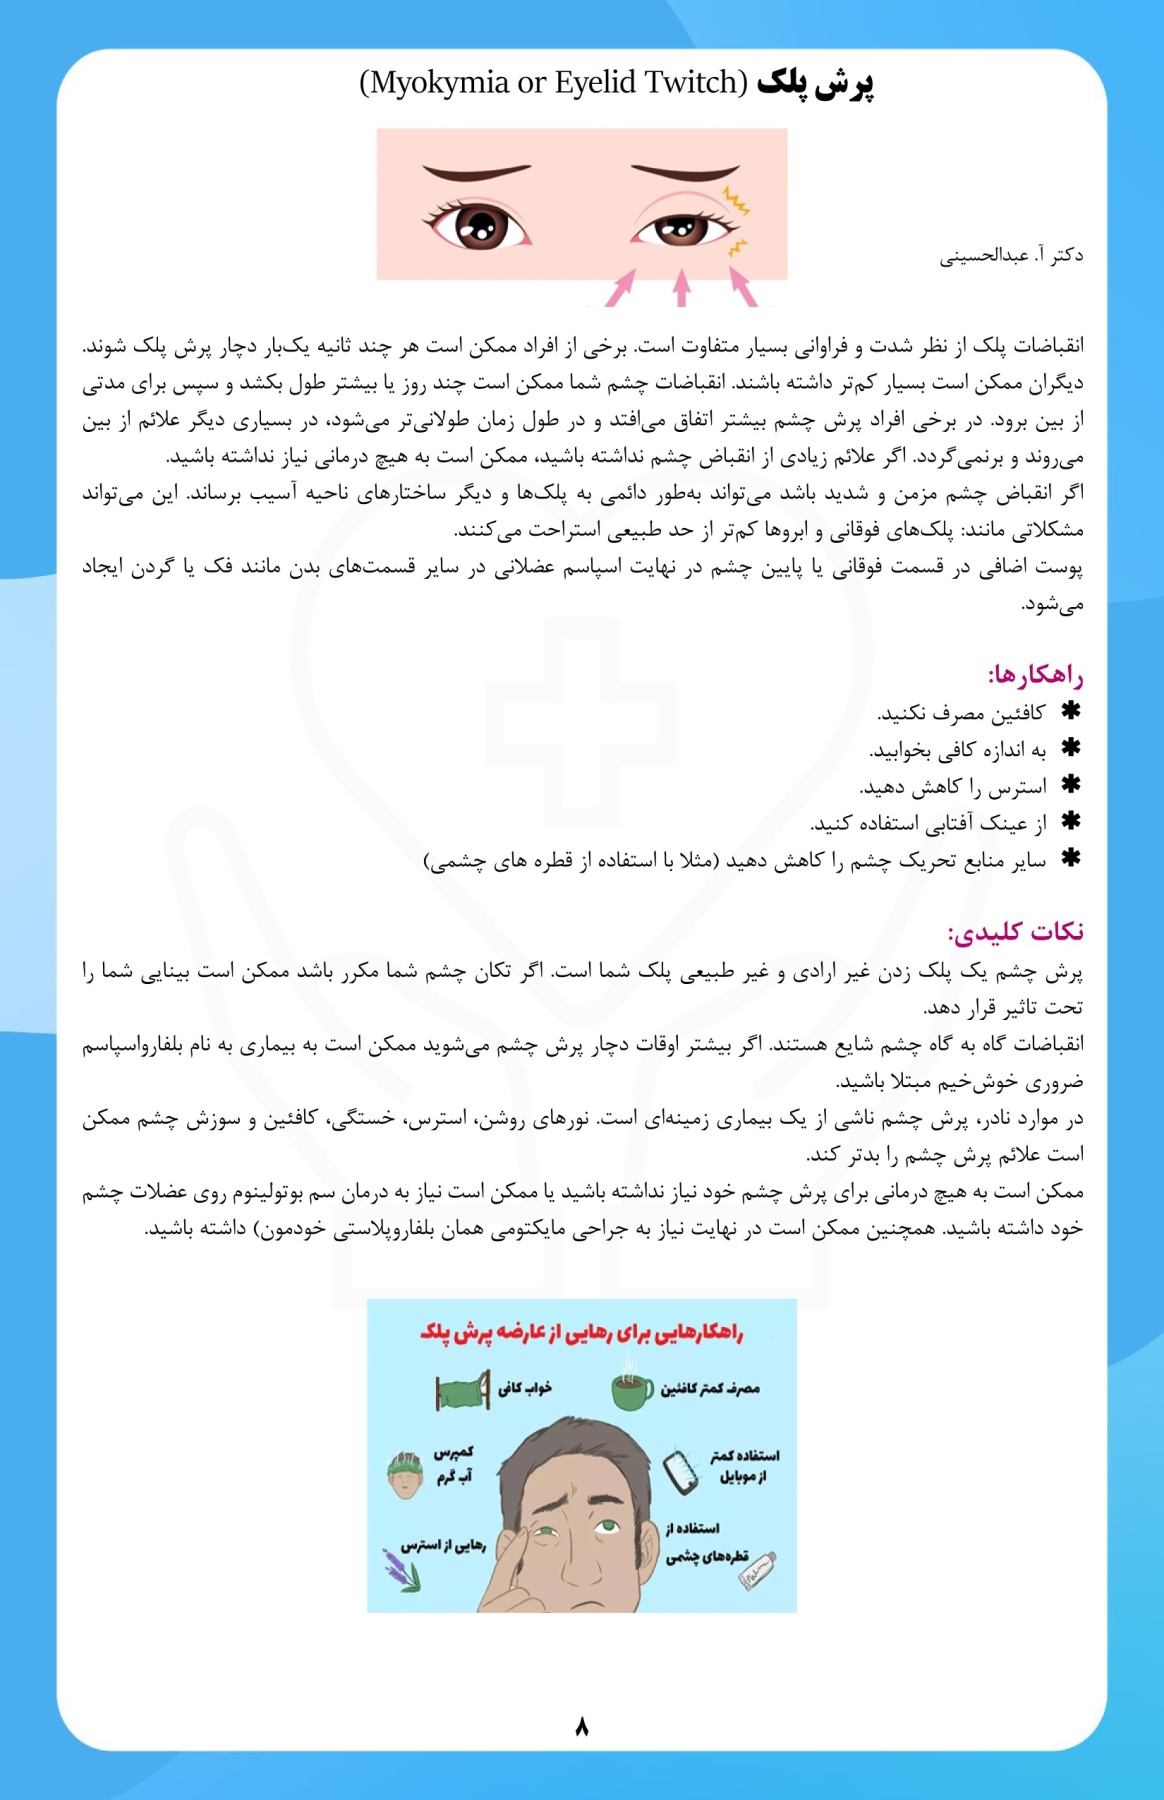 پرش پلک (Myokymia or Eyelid Twitch)
دکتر آ. عبدالحسینی
انقباضات پلک از نظر شدت و فراوانی بسیار متفاوت است. برخی از افراد ممکن است هر چند ثانیه یک‌بار دچار پرش پلک شوند.
دیگران ممکن است بسیار کم‌تر داشته باشند. انقباضات چشم شما ممکن است چند روز یا بیشتر طول بکشد و سپس برای مدتی
از بین برود. در برخی افراد پرش چشم بیشتر اتفاق می‌افتد و در طول زمان طولانی‌تر می‌شود، در بسیاری دیگر علائم از بین
می‌روند و برنمی‌گردد. اگر علائم زیادی از انقباض چشم نداشته باشید، ممکن است به هیچ درمانی نیاز نداشته باشید.
اگر انقباض چشم مزمن و شدید باشد می‌تواند به‌طور دائمی به پلک‌ها و دیگر ساختارهای ناحیه آسیب برساند. این می‌تواند
مشکلاتی مانند: پلک‌های فوقانی و ابروها کم‌تر از حد طبیعی استراحت می‌کنند.
پوست اضافی در قسمت فوقانی یا پایین چشم در نهایت اسپاسم عضلانی در سایر قسمت‌های بدن مانند فک یا گردن ایجاد
می‌شود.
راهکارها:
✱ کافئین مصرف نکنید.
✱ به اندازه کافی بخوابید.
✱ استرس را کاهش دهید.
✱ از عینک آفتابی استفاده کنید.
✱ سایر منابع تحریک چشم را کاهش دهید (مثلا با استفاده از قطره های چشمی)
نکات کلیدی:
پرش چشم یک پلک زدن غیر ارادی و غیر طبیعی پلک شما است. اگر تکان چشم شما مکرر باشد ممکن است بینایی شما را
تحت تاثیر قرار دهد.
انقباضات گاه به گاه چشم شایع هستند. اگر بیشتر اوقات دچار پرش چشم می‌شوید ممکن است به بیماری به نام بلفارواسپاسم
ضروری خوش‌خیم مبتلا باشید.
در موارد نادر، پرش چشم ناشی از یک بیماری زمینه‌ای است. نورهای روشن، استرس، خستگی، کافئین و سوزش چشم ممکن
است علائم پرش چشم را بدتر کند.
ممکن است به هیچ درمانی برای پرش چشم خود نیاز نداشته باشید یا ممکن است نیاز به درمان سم بوتولینوم روی عضلات چشم
خود داشته باشید. همچنین ممکن است در نهایت نیاز به جراحی مایکتومی همان بلفاروپلاستی خودمون) داشته باشید.
راهکارهایی برای رهایی از عارضه پرش پلک
مصرف کمتر کافئین
خواب کافی
استفاده کمتر
از موبایل
کمپرس
آب گرم
استفاده از
قطره‌های چشمی
رهایی از استرس
۸